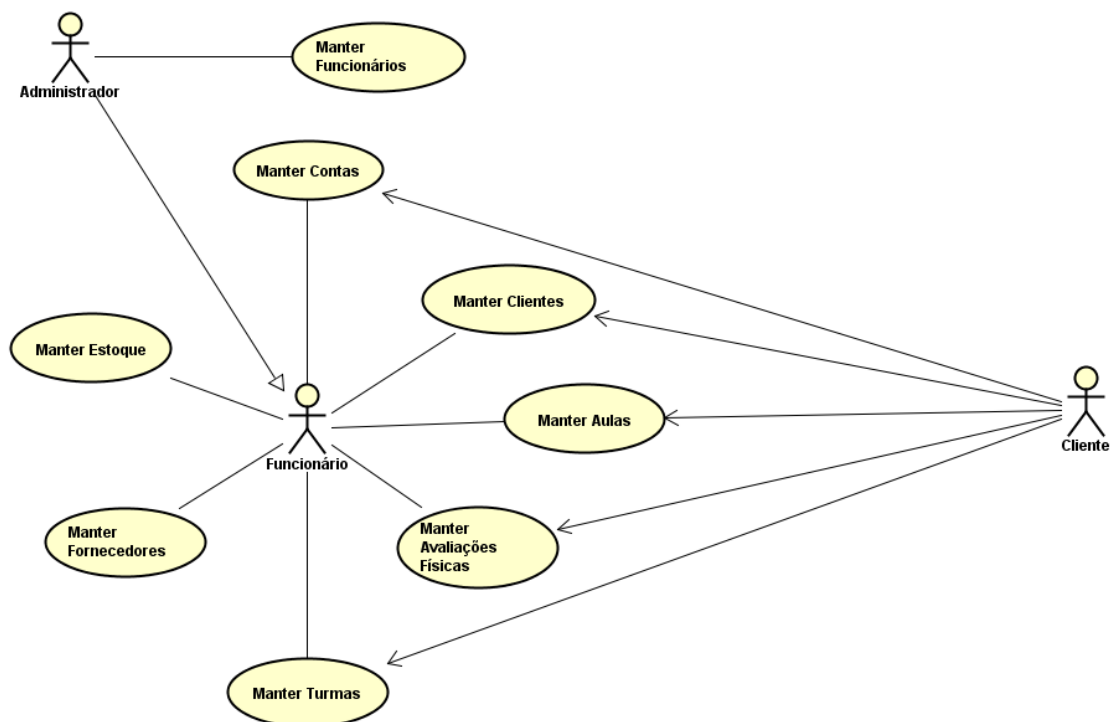 Manter
Funcionários
Administrador
Manter Contas
Manter Clientes
Manter Estoque
Manter Aulas
Cliente
Funcionário
Manter
Fornecedores
Manter
Avaliações
Físicas
Manter Turmas